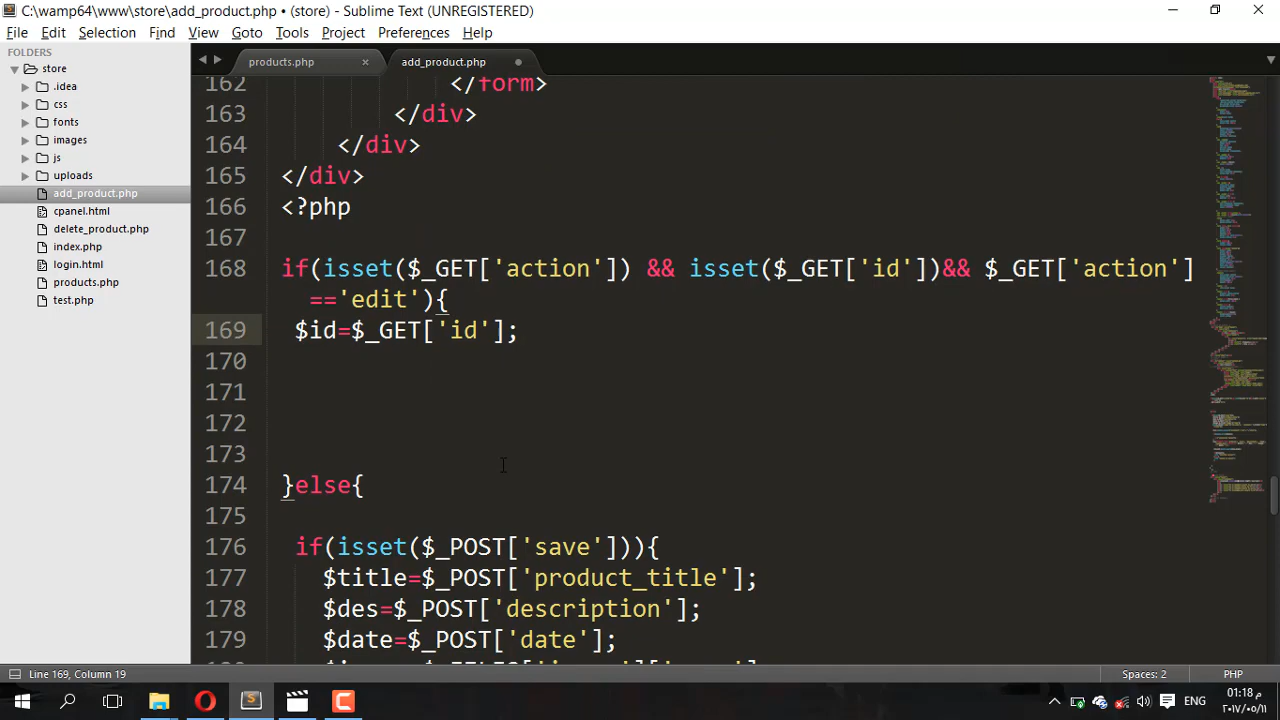 C:\wamp64\www\store\add_product.php • (store) - Sublime Text (UNREGISTERED)
File Edit Selection Find View Goto Tools Project Preferences Help
FOLDERS
store
.idea
css
fonts
images
js
uploads
add_product.php
cpanel.html
delete_product.php
index.php
login.html
products.php
test.php
products.php × add_product.php
162 </form>
163 </div>
164 </div>
165 </div>
166 <?php
167
168 if(isset($_GET['action']) && isset($_GET['id'])&& $_GET['action']
=='edit'){
169 $id=$_GET['id'];
170
171
172
173
174 }else{
175
176 if(isset($_POST['save'])){
177 $title=$_POST['product_title'];
178 $des=$_POST['description'];
179 $date=$_POST['date'];
Line 169, Column 19
Spaces: 2 PHP
ENG
01:18 م
٢٠١٧/٠٥/١١